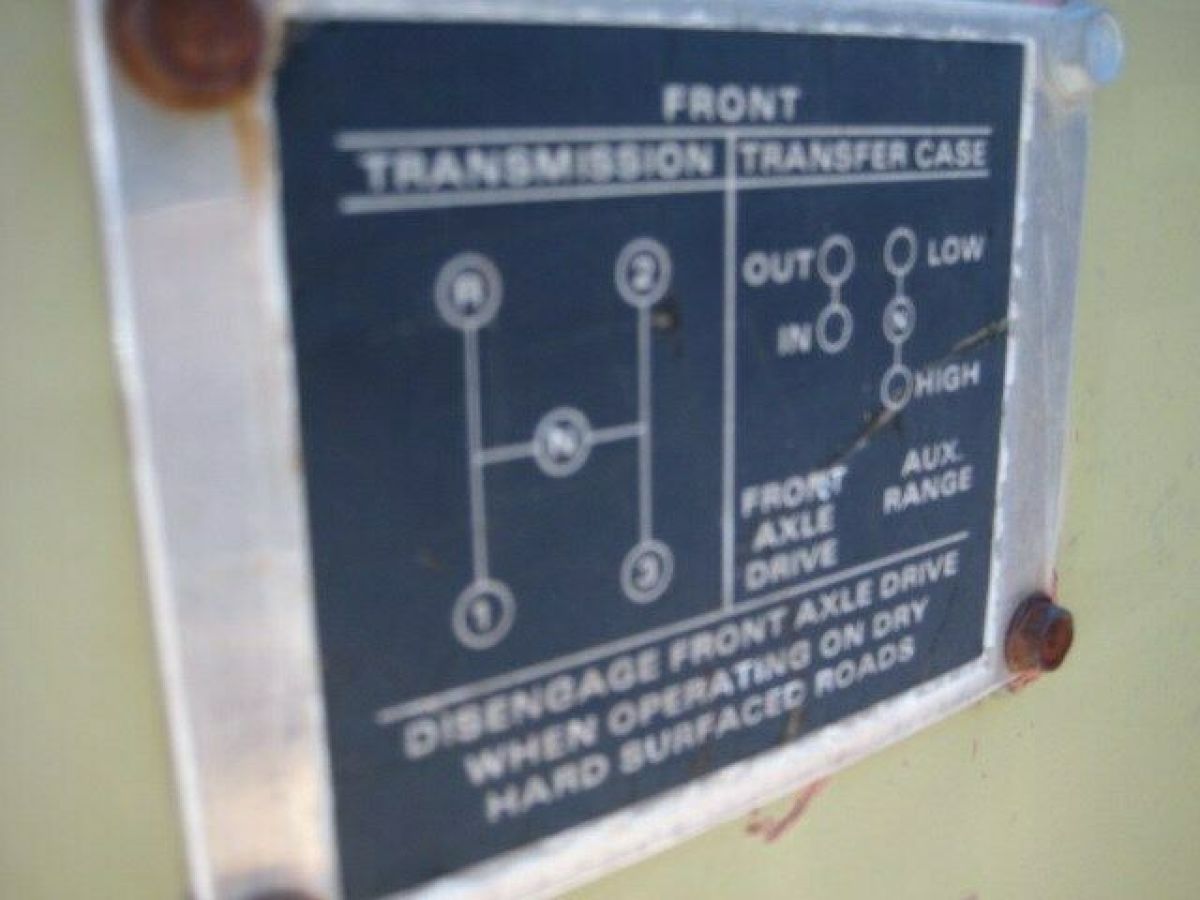 FRONT
TRANSMISSION TRANSFER CASE
R 2 OUT LOW
IN N
HIGH
N
AUX.
RANGE
FRONT
AXLE
DRIVE
1 3
DISENGAGE FRONT AXLE DRIVE
WHEN OPERATING ON DRY
HARD SURFACED ROADS